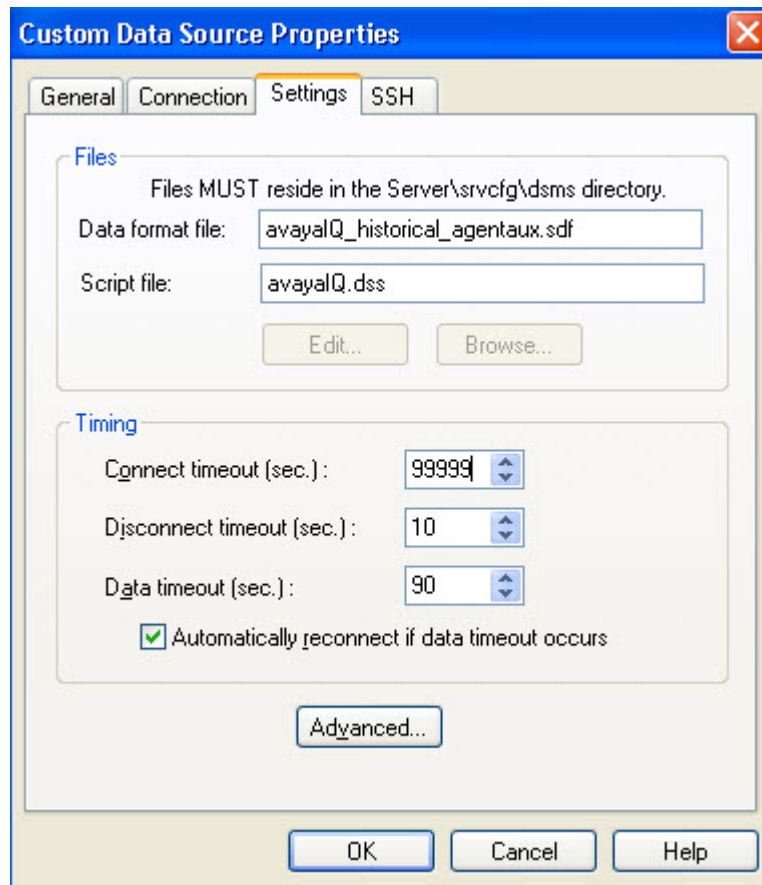 Custom Data Source Properties
General Connection Settings SSH
Files
Files MUST reside in the Server\srvcfg\dsms directory.
Data format file: avayaIQ_historical_agentaux.sdf
Script file: avayaIQ.dss
Edit... Browse...
Timing
Connect timeout (sec.) : 99999
Disconnect timeout (sec.) : 10
Data timeout (sec.) : 90
Automatically reconnect if data timeout occurs
Advanced...
OK Cancel Help